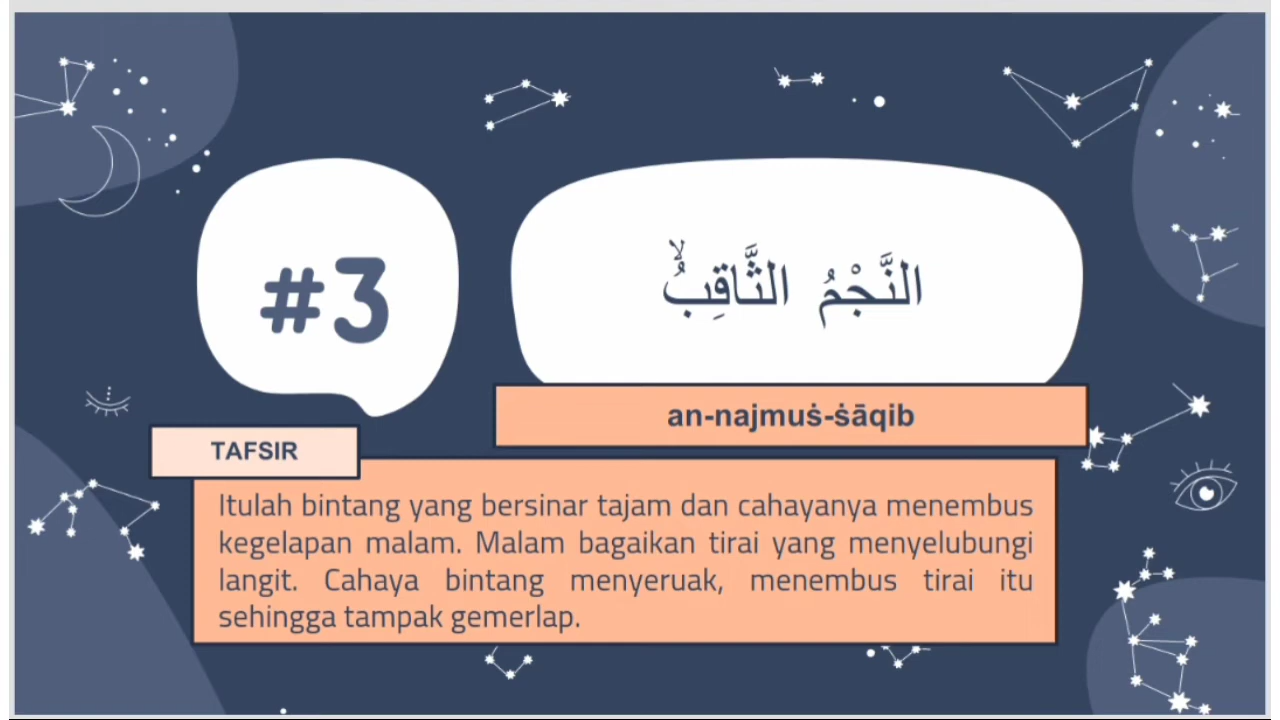 #3
النَّجْمُ الثَّاقِبُۙ
an-najmuṡ-ṡāqib
TAFSIR
Itulah bintang yang bersinar tajam dan cahayanya menembus
kegelapan malam. Malam bagaikan tirai yang menyelubungi
langit. Cahaya bintang menyeruak, menembus tirai itu
sehingga tampak gemerlap.